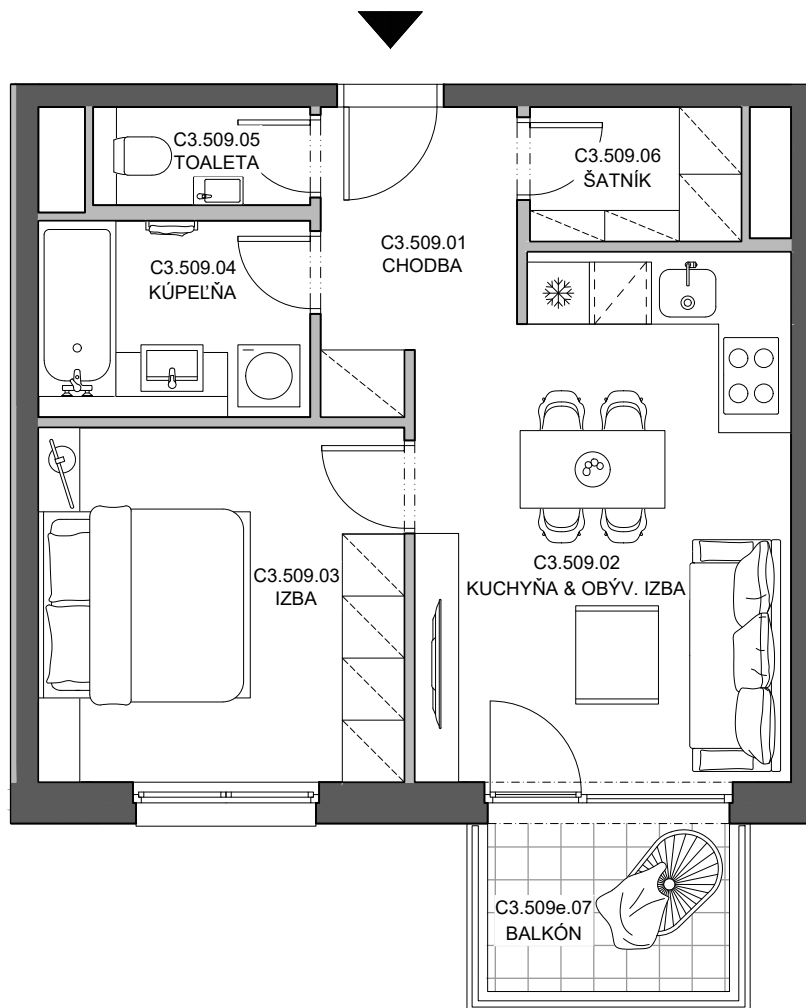 C3.509.05
TOALETA
C3.509.06
ŠATNÍK
C3.509.01
CHODBA
C3.509.04
KÚPEĽŇA
C3.509.02
KUCHYŇA & OBÝV. IZBA
C3.509.03
IZBA
C3.509e.07
BALKÓN